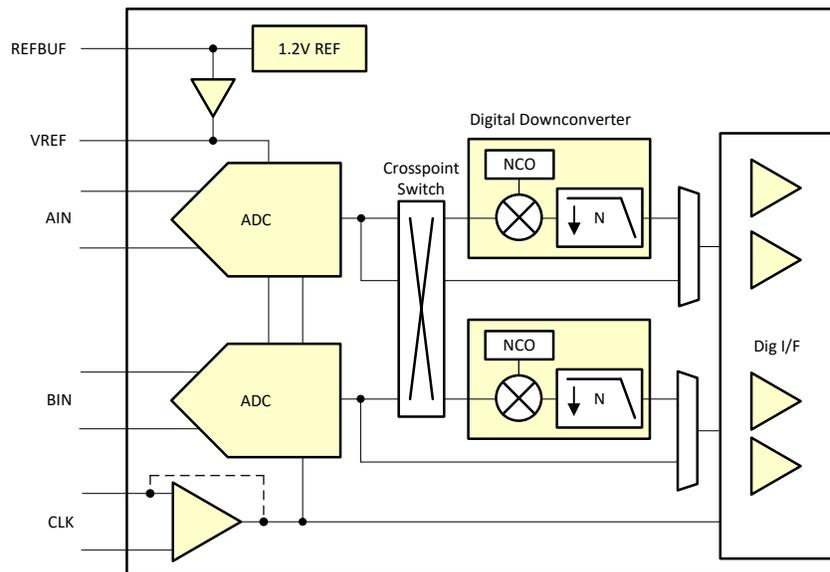 REFBUF
1.2V REF
VREF
Digital Downconverter
Crosspoint
Switch
NCO
AIN
ADC
N
NCO
Dig I/F
BIN
ADC
N
CLK